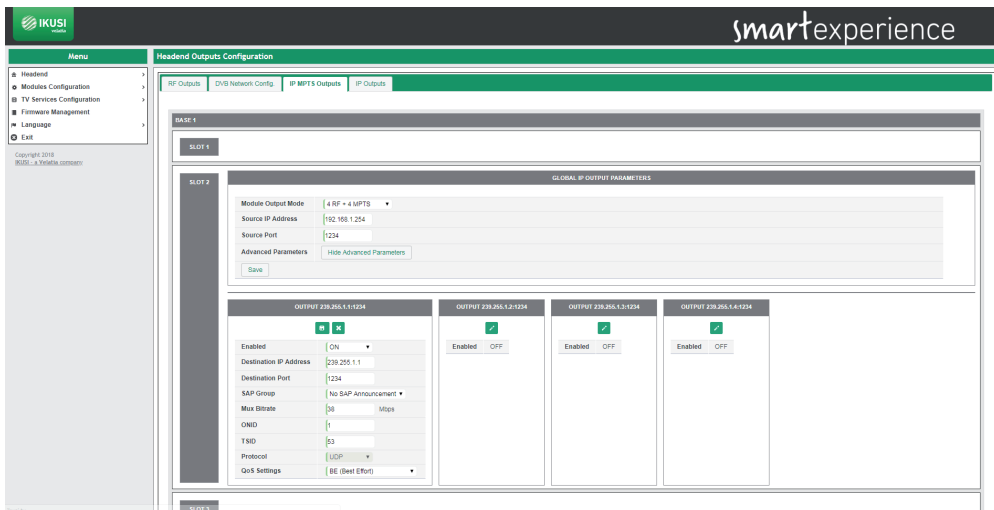 IKUSI
velatia
smartexperience
Menu
Headend
Modules Configuration
TV Services Configuration
Firmware Management
Language
Exit
Copyright 2018
IKUSI - a Velatia company
Headend Outputs Configuration
RF Outputs DVB Network Config. IP MPTS Outputs IP Outputs
BASE 1
SLOT 1
SLOT 2
GLOBAL IP OUTPUT PARAMETERS
Module Output Mode 4 RF + 4 MPTS
Source IP Address 192.168.1.254
Source Port 1234
Advanced Parameters Hide Advanced Parameters
Save
OUTPUT 239.255.1.1:1234
Enabled ON
Destination IP Address 239.255.1.1
Destination Port 1234
SAP Group No SAP Announcement
Mux Bitrate 38 Mbps
ONID 1
TSID 53
Protocol UDP
QoS Settings BE (Best Effort)
OUTPUT 239.255.1.2:1234
Enabled OFF
OUTPUT 239.255.1.3:1234
Enabled OFF
OUTPUT 239.255.1.4:1234
Enabled OFF
SLOT 3